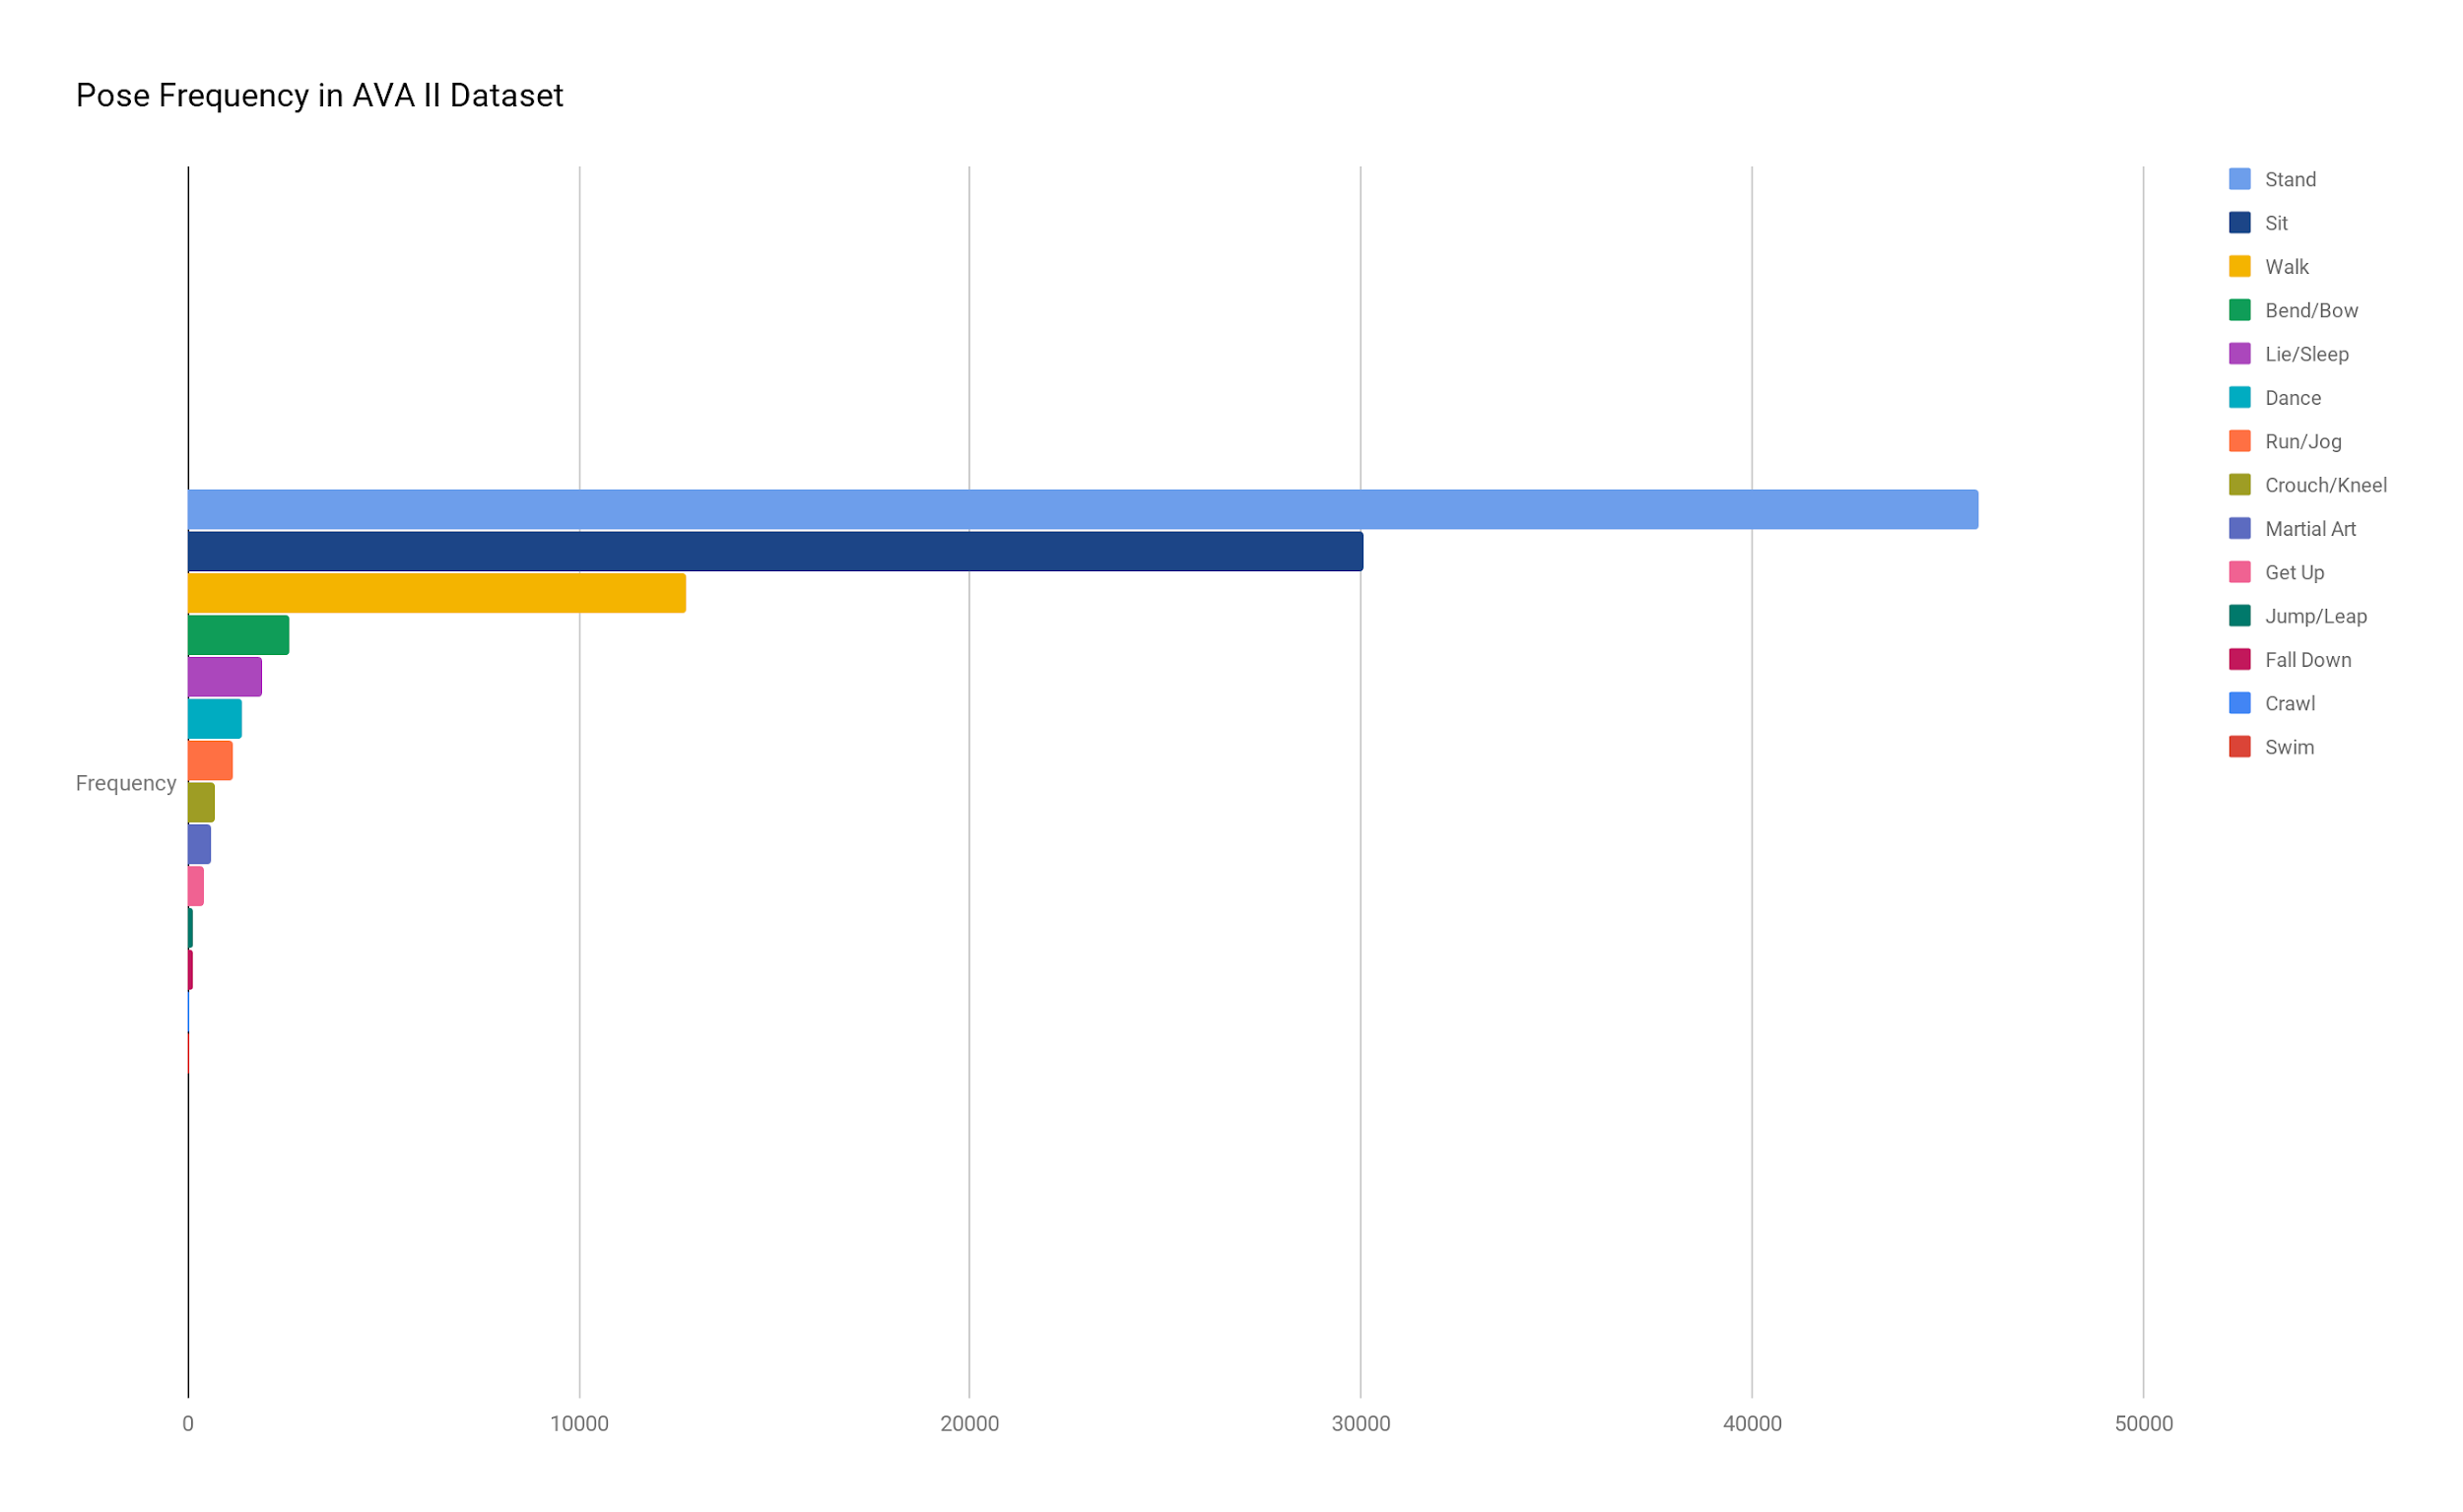 Pose Frequency in AVA II Dataset
Stand
Sit
Walk
Bend/Bow
Lie/Sleep
Dance
Run/Jog
Crouch/Kneel
Martial Art
Get Up
Jump/Leap
Fall Down
Crawl
Swim
Frequency
0 10000 20000 30000 40000 50000